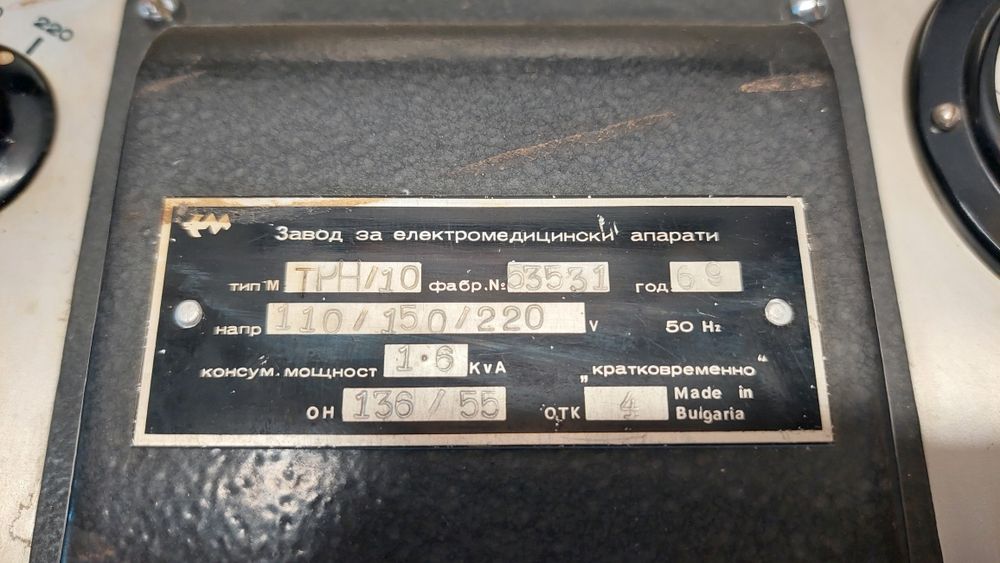 220
Завод за електромедицински апарати
тип М ТРН/10 фабр.№ 53531 год. 69
напр 110/150/220 V 50 Hz
консум. мощност 1·6 KVA „кратковременно“
ОН 136/55 ОТК 4 Made in
Bulgaria